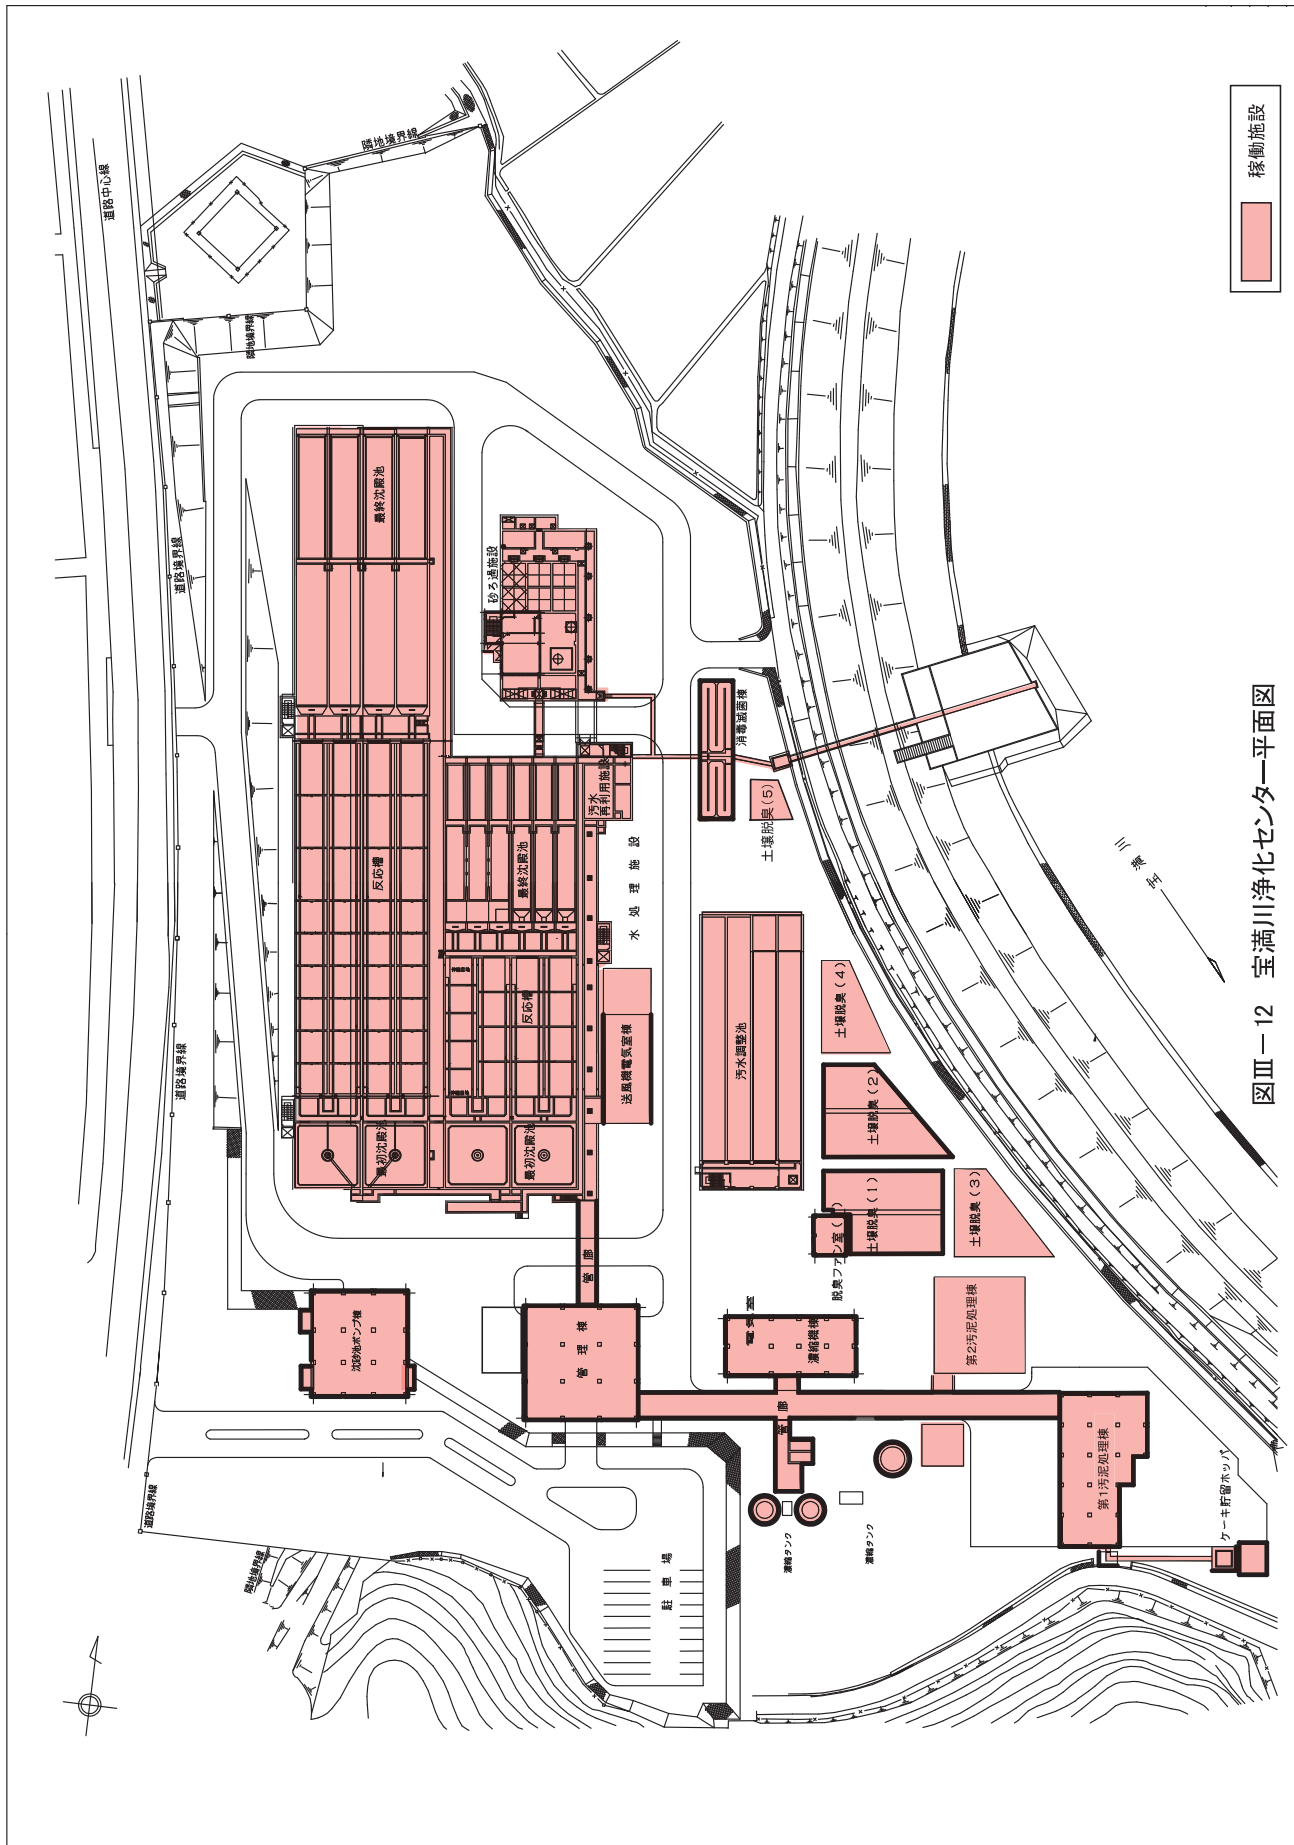 道路中心線
隣地境界線
隣地境界線
道路境界線
道路境界線
道路境界線
隣地境界線
最終沈殿池
砂ろ過施設
反応槽
最終沈殿池
汚水
再利用施設
消毒滅菌棟
土壌脱臭(5)
水処理施設
反応槽
送風機電気室棟
汚水調整池
土壌脱臭(4)
土壌脱臭(2)
最初沈殿池
最初沈殿池
土壌脱臭(1)
土壌脱臭(3)
脱臭ファン室(1)
管廊
沈砂池ポンプ棟
管理棟
電気室
濃縮機棟
第2汚泥処理棟
管廊
第1汚泥処理棟
ケーキ貯留ホッパ
濃縮タンク
濃縮タンク
駐車場
宝満川
稼働施設
図Ⅲ－12 宝満川浄化センター平面図